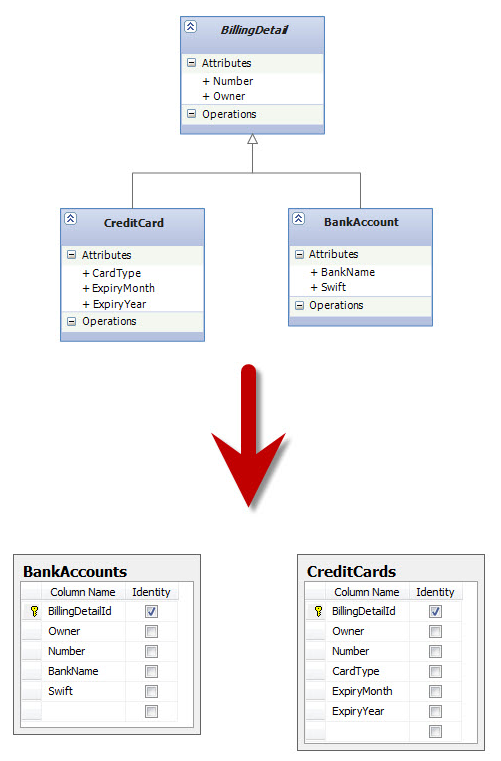 BillingDetail
Attributes
+ Number
+ Owner
Operations
CreditCard
Attributes
+ CardType
+ ExpiryMonth
+ ExpiryYear
Operations
BankAccount
Attributes
+ BankName
+ Swift
Operations
BankAccounts
Column Name Identity
BillingDetailId
Owner
Number
BankName
Swift
CreditCards
Column Name Identity
BillingDetailId
Owner
Number
CardType
ExpiryMonth
ExpiryYear